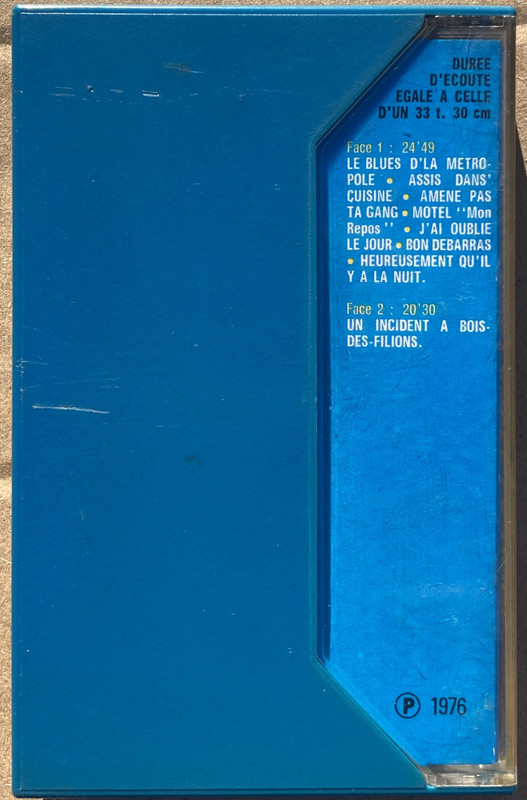 DUREE
D'ECOUTE
EGALE A CELLE
D'UN 33 t. 30 cm
Face 1 : 24'49
LE BLUES D'LA METRO-
POLE • ASSIS DANS'
CUISINE • AMENE PAS
TA GANG • MOTEL "Mon
Repos" • J'AI OUBLIE
LE JOUR • BON DEBARRAS
• HEUREUSEMENT QU'IL
Y A LA NUIT.
Face 2 : 20'30
UN INCIDENT A BOIS-
DES-FILIONS.
Ⓟ 1976